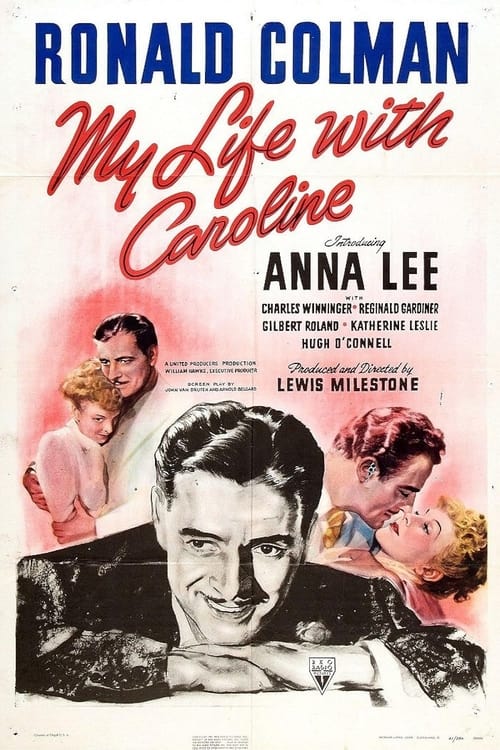 RONALD COLMAN
My Life with
Caroline
Introducing
ANNA LEE
WITH
CHARLES WINNINGER • REGINALD GARDINER
GILBERT ROLAND • KATHERINE LESLIE
HUGH O'CONNELL
A UNITED PRODUCERS PRODUCTION
WILLIAM HAWKS, EXECUTIVE PRODUCER
SCREEN PLAY BY
JOHN VAN DRUTEN AND ARNOLD BELGARD
Produced and Directed by
LEWIS MILESTONE
RKO
RADIO
PICTURES